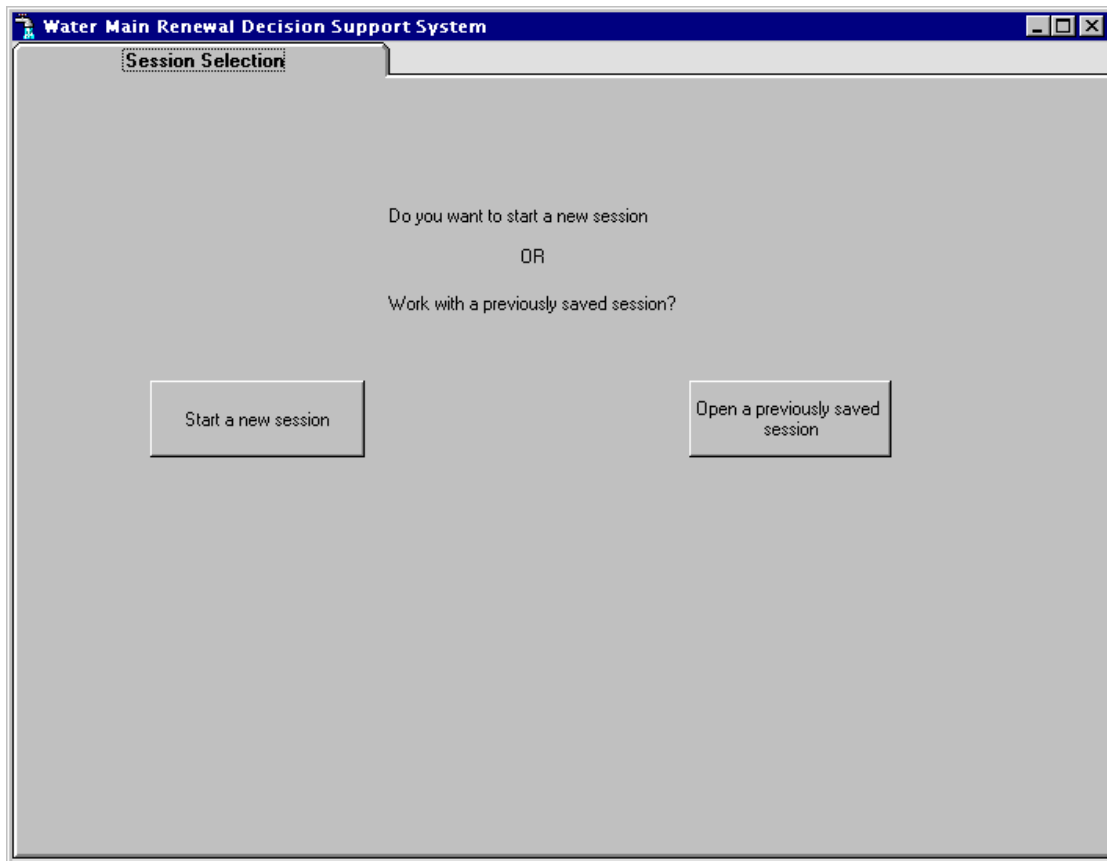 Water Main Renewal Decision Support System
Session Selection
Do you want to start a new session
OR
Work with a previously saved session?
Start a new session
Open a previously saved
session